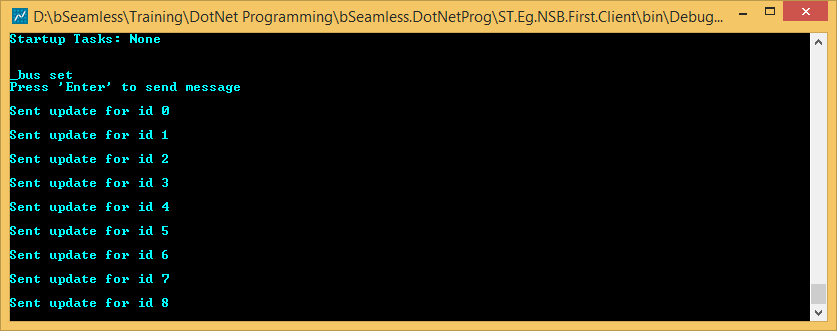 D:\bSeamless\Training\DotNet Programming\bSeamless.DotNetProg\ST.Eg.NSB.First.Client\bin\Debug...
Startup Tasks: None
_bus set
Press 'Enter' to send message
Sent update for id 0
Sent update for id 1
Sent update for id 2
Sent update for id 3
Sent update for id 4
Sent update for id 5
Sent update for id 6
Sent update for id 7
Sent update for id 8